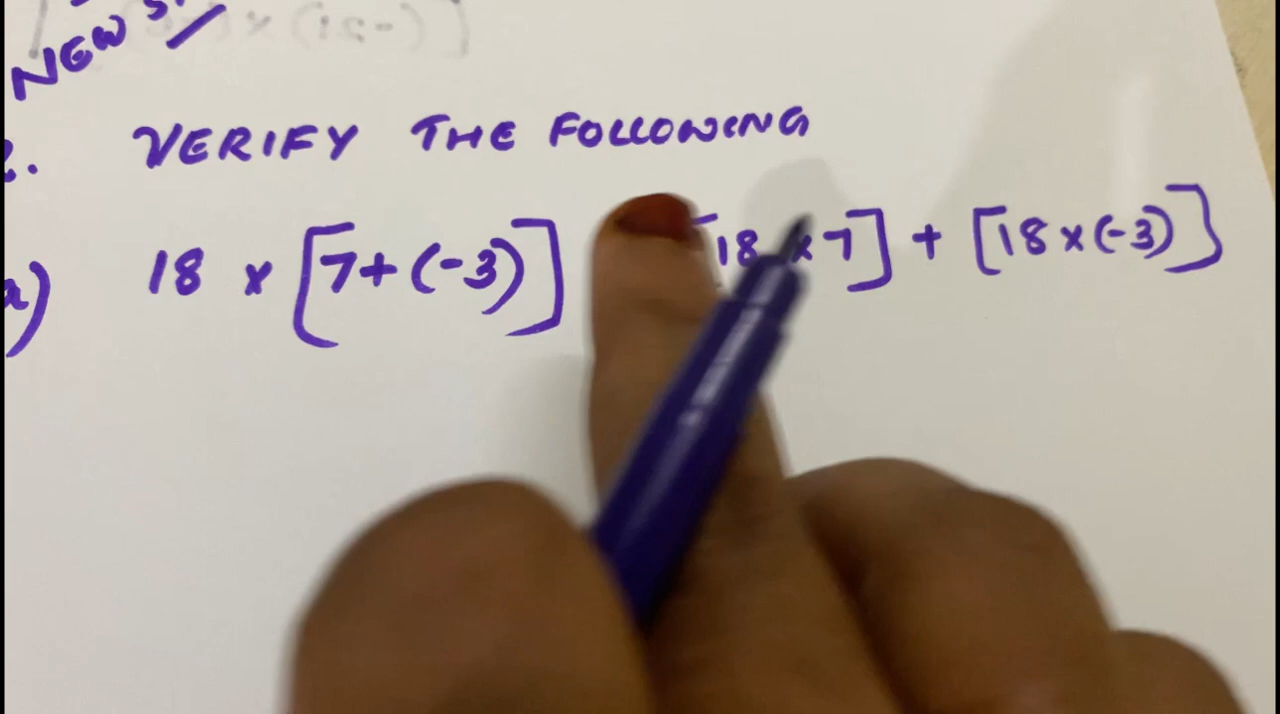 NEW
VERIFY THE FOLLOWING
18 × [7+(-3)] [18 × 7] + [18 × (-3)]